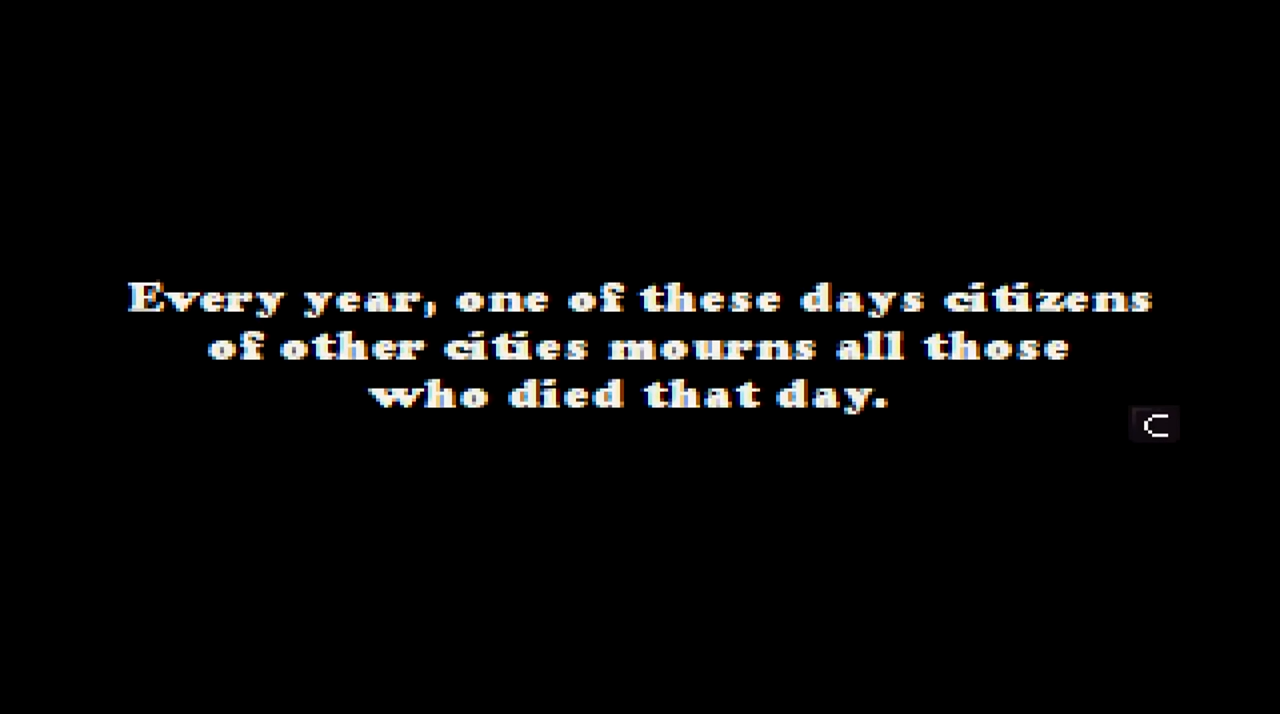 Every year, one of these days citizens
of other cities mourns all those
who died that day.
C